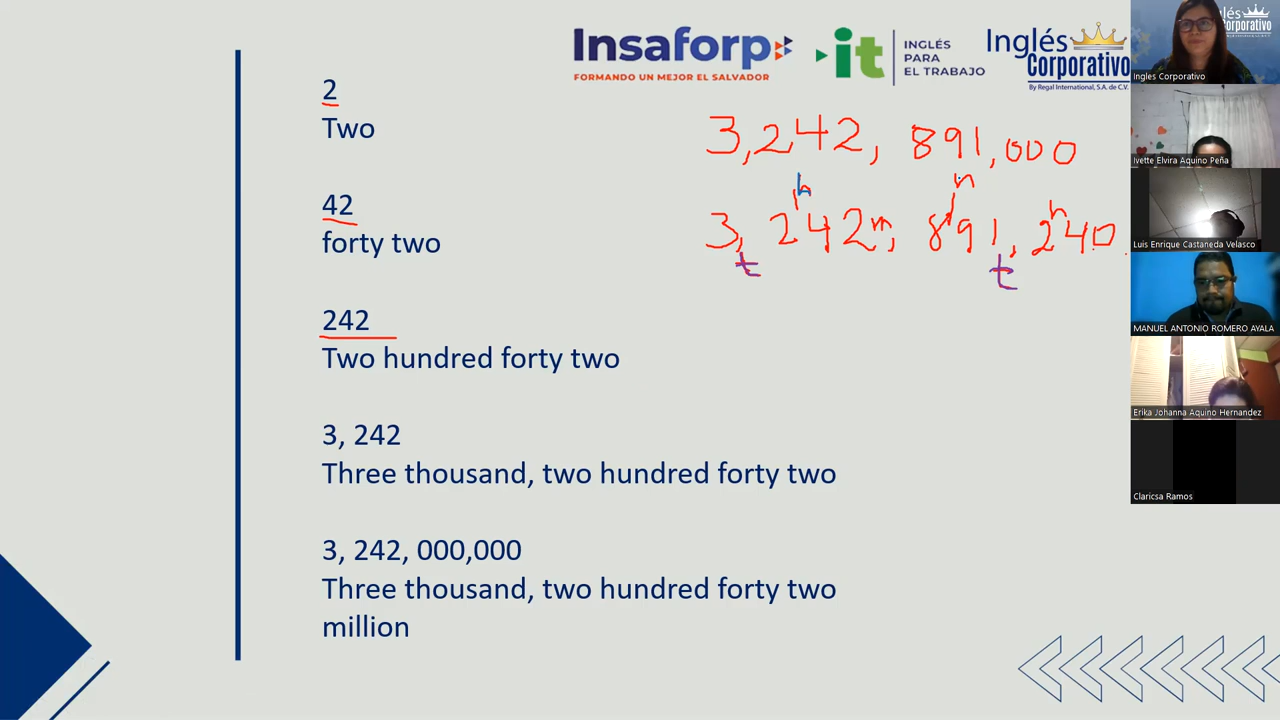 Insaforp
FORMANDO UN MEJOR EL SALVADOR
it
INGLÉS
PARA
EL TRABAJO
Inglés
Corporativo
By Regal International, S.A. de C.V.
2
Two
42
forty two
242
Two hundred forty two
3, 242
Three thousand, two hundred forty two
3, 242, 000,000
Three thousand, two hundred forty two
million
3,242, 891,000
h
h
h
3, 242m, 891, 240.
t
t
Corporativo
Ingles Corporativo
Ivette Elvira Aquino Peña
Luis Enrique Castaneda Velasco
MANUEL ANTONIO ROMERO AYALA
Erika Johanna Aquino Hernandez
Claricsa Ramos